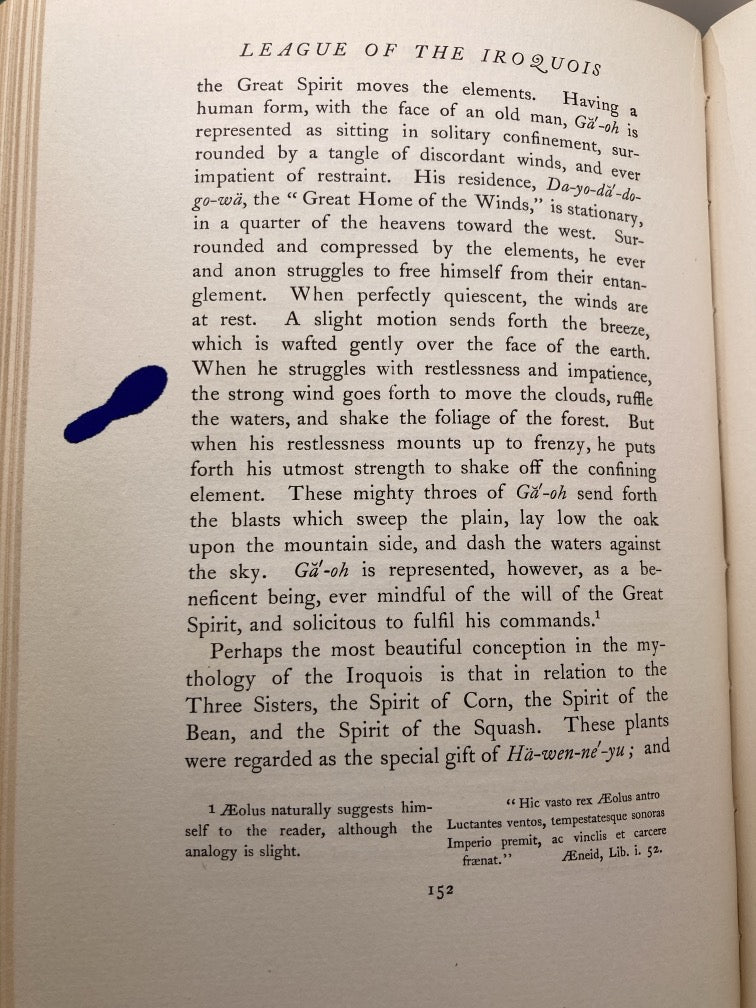 LEAGUE OF THE IROQUOIS
the Great Spirit moves the elements. Having a
human form, with the face of an old man, Gă′-oh is
represented as sitting in solitary confinement, sur-
rounded by a tangle of discordant winds, and ever
impatient of restraint. His residence, Da-yo-dä′-do-
go-wä, the “ Great Home of the Winds,” is stationary,
in a quarter of the heavens toward the west. Sur-
rounded and compressed by the elements, he ever
and anon struggles to free himself from their entan-
glement. When perfectly quiescent, the winds are
at rest. A slight motion sends forth the breeze,
which is wafted gently over the face of the earth.
When he struggles with restlessness and impatience,
the strong wind goes forth to move the clouds, ruffle
the waters, and shake the foliage of the forest. But
when his restlessness mounts up to frenzy, he puts
forth his utmost strength to shake off the confining
element. These mighty throes of Gă′-oh send forth
the blasts which sweep the plain, lay low the oak
upon the mountain side, and dash the waters against
the sky. Gă′-oh is represented, however, as a be-
neficent being, ever mindful of the will of the Great
Spirit, and solicitous to fulfil his commands.¹
Perhaps the most beautiful conception in the my-
thology of the Iroquois is that in relation to the
Three Sisters, the Spirit of Corn, the Spirit of the
Bean, and the Spirit of the Squash. These plants
were regarded as the special gift of Hä-wen-ne′-yu; and
1 Æolus naturally suggests him-
self to the reader, although the
analogy is slight.
“ Hic vasto rex Æolus antro
Luctantes ventos, tempestatesque sonoras
Imperio premit, ac vinclis et carcere
frænat.” Æneid, Lib. i. 52.
152